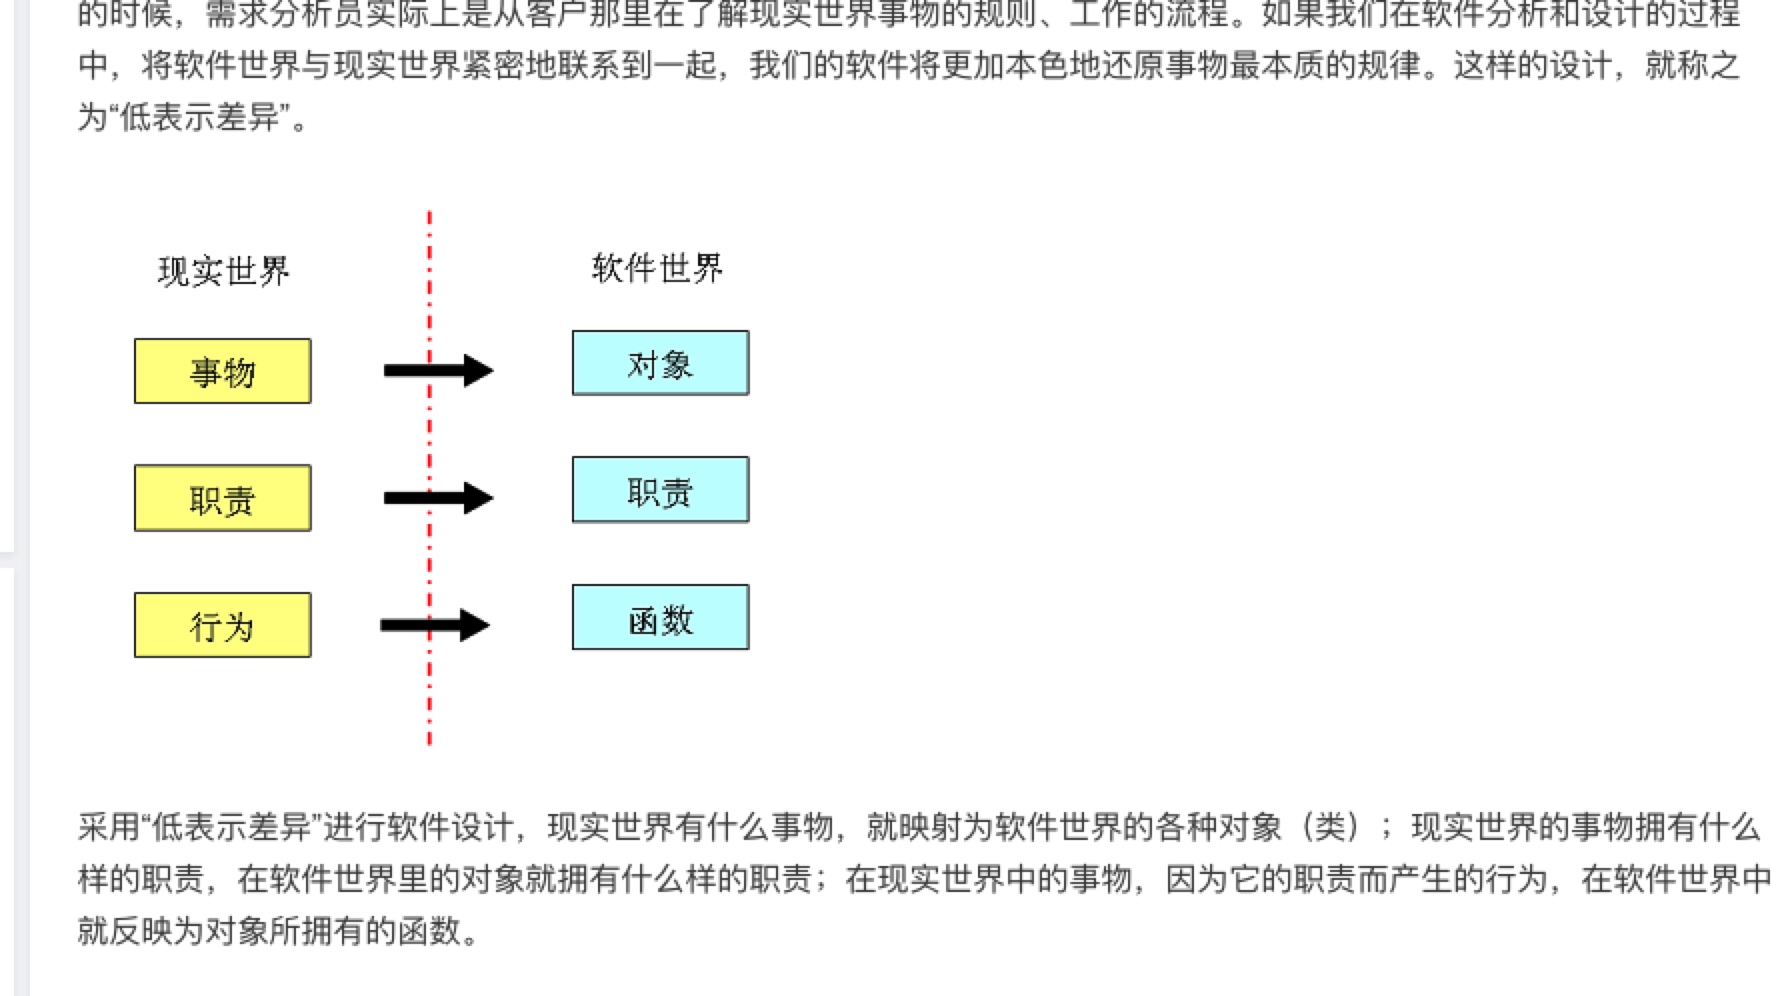 的时候，需求分析员实际上是从客户那里在了解现实世界事物的规则、工作的流程。如果我们在软件分析和设计的过程
中，将软件世界与现实世界紧密地联系到一起，我们的软件将更加本色地还原事物最本质的规律。这样的设计，就称之
为“低表示差异”。
现实世界
软件世界
事物
对象
职责
职责
行为
函数
采用“低表示差异”进行软件设计，现实世界有什么事物，就映射为软件世界的各种对象（类）；现实世界的事物拥有什么
样的职责，在软件世界里的对象就拥有什么样的职责；在现实世界中的事物，因为它的职责而产生的行为，在软件世界中
就反映为对象所拥有的函数。